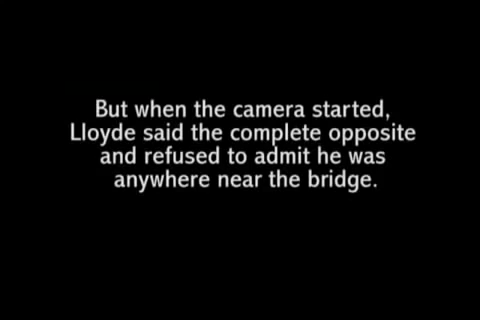 But when the camera started,
Lloyde said the complete opposite
and refused to admit he was
anywhere near the bridge.